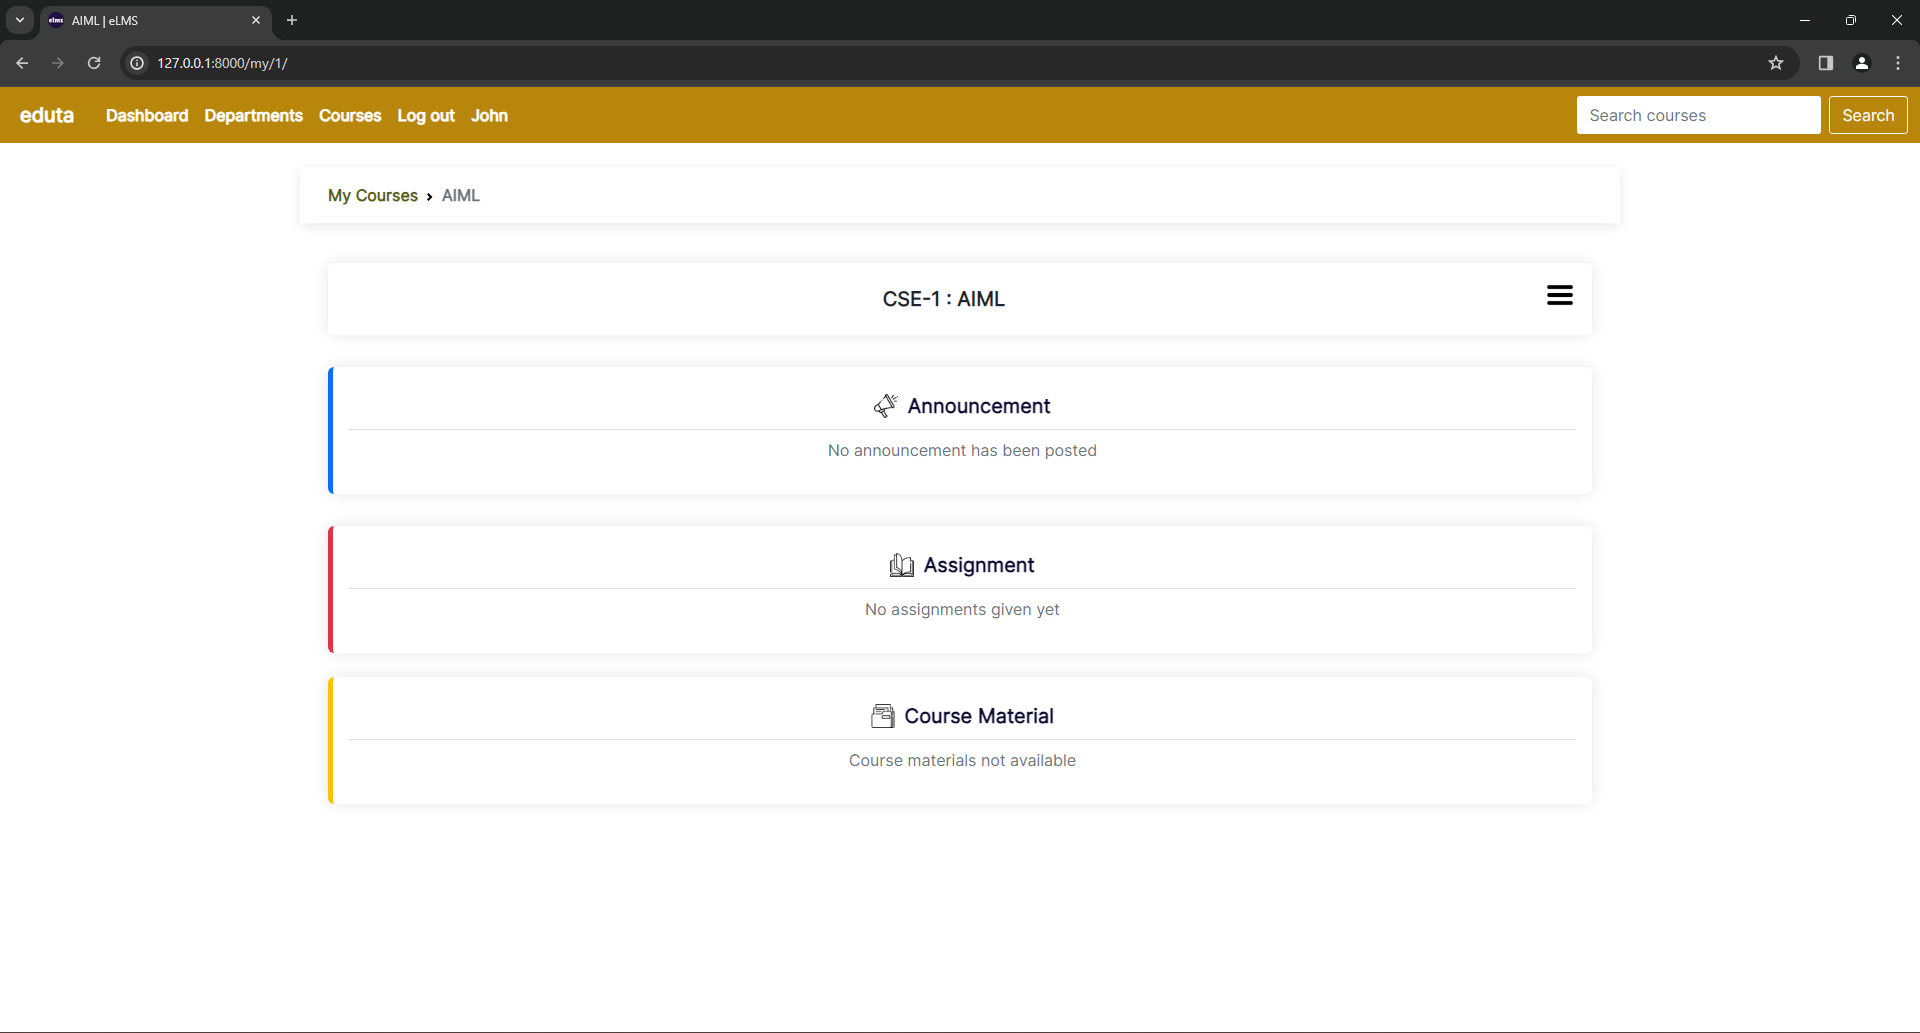 elms AIML | eLMS
127.0.0.1:8000/my/1/
eduta Dashboard Departments Courses Log out John Search courses Search
My Courses › AIML
CSE-1 : AIML
Announcement
No announcement has been posted
Assignment
No assignments given yet
Course Material
Course materials not available